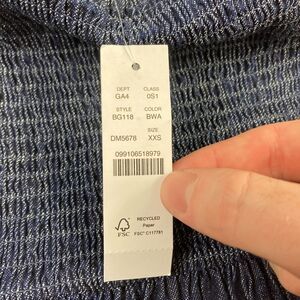 DEPT CLASS
GA4 0S1
STYLE COLOR
BG118 BWA
SIZE
DM5678 XXS
099106518979
FSC
RECYCLED
Paper
FSC® C117781